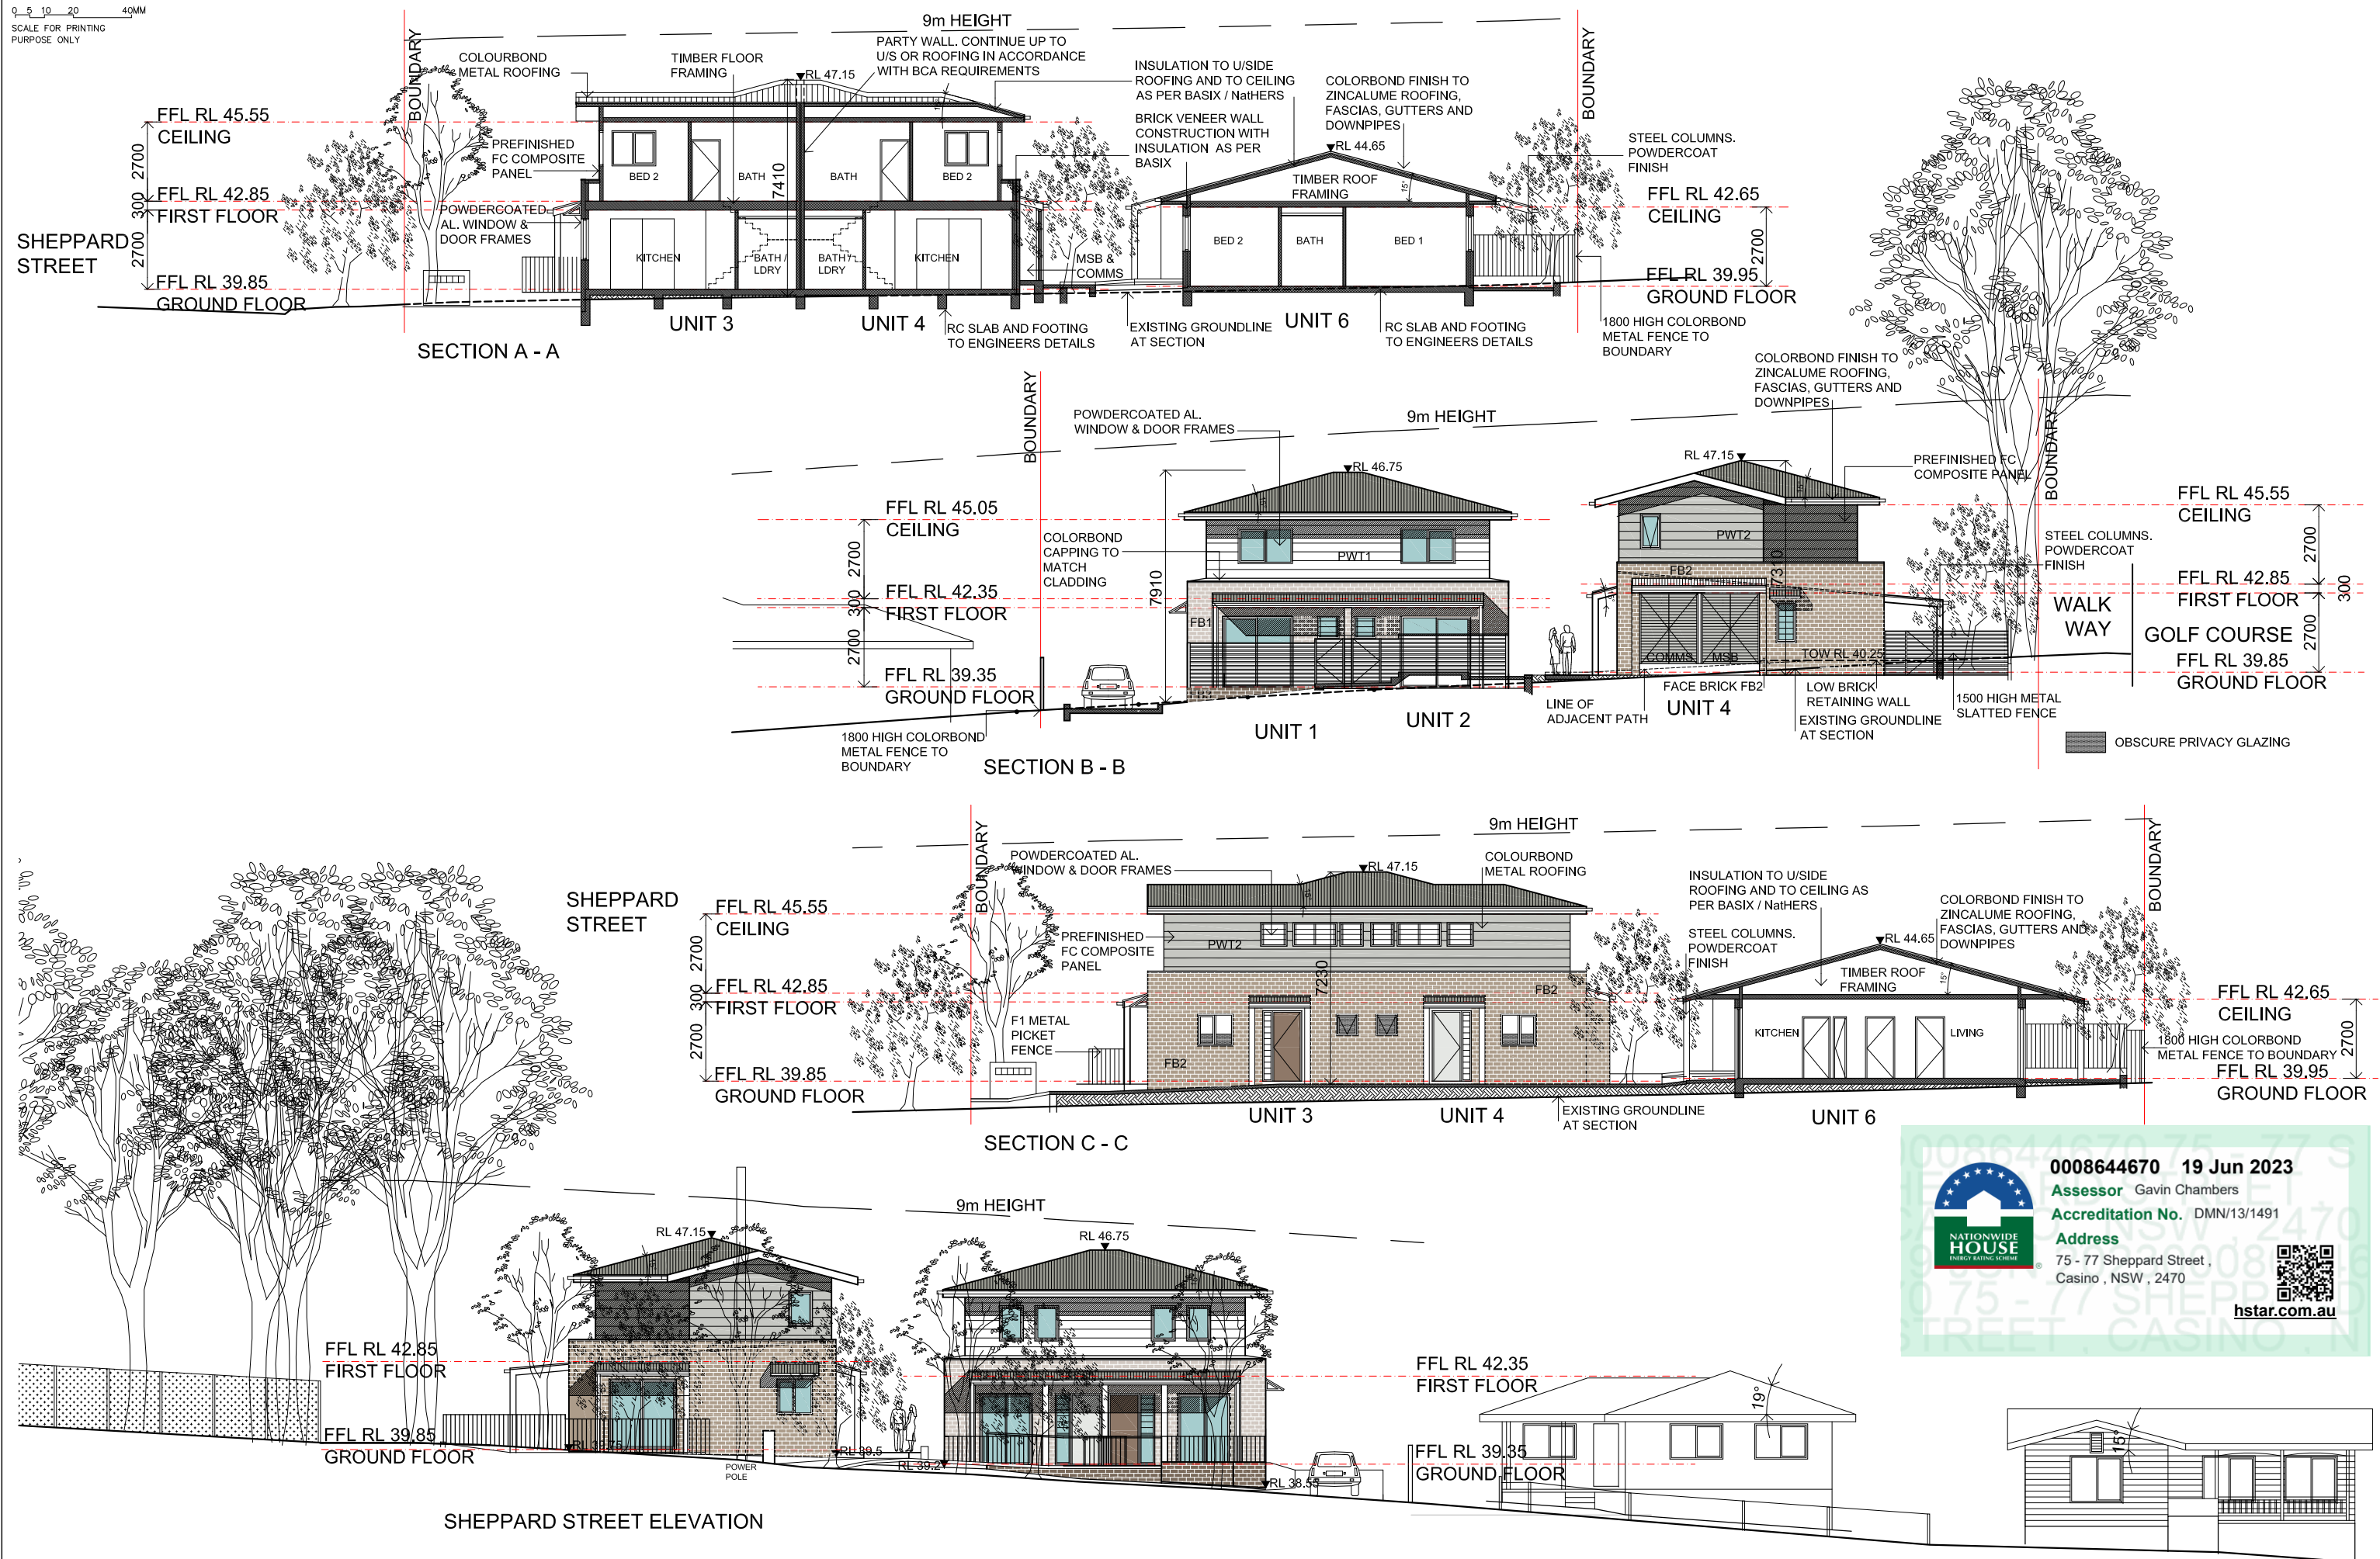 0 5 10 20 40MM
SCALE FOR PRINTING
PURPOSE ONLY
BOUNDARY
9m HEIGHT
BOUNDARY
COLOURBOND
METAL ROOFING
TIMBER FLOOR
FRAMING
RL 47.15
PARTY WALL. CONTINUE UP TO
U/S OR ROOFING IN ACCORDANCE
WITH BCA REQUIREMENTS
INSULATION TO U/SIDE
ROOFING AND TO CEILING
AS PER BASIX / NatHERS
BRICK VENEER WALL
CONSTRUCTION WITH
INSULATION AS PER
BASIX
COLORBOND FINISH TO
ZINCALUME ROOFING,
FASCIAS, GUTTERS AND
DOWNPIPES
RL 44.65
STEEL COLUMNS.
POWDERCOAT
FINISH
FFL RL 45.55
CEILING
2700
PREFINISHED
FC COMPOSITE
PANEL
BED 2
BATH
7410
BATH
BED 2
15°
TIMBER ROOF
FRAMING
15°
FFL RL 42.65
CEILING
FFL RL 42.85
FIRST FLOOR
300
POWDERCOATED
AL. WINDOW &
DOOR FRAMES
SHEPPARD
STREET
2700
KITCHEN
BATH /
LDRY
BATH /
LDRY
KITCHEN
MSB &
COMMS
BED 2
BATH
BED 1
2700
FFL RL 39.85
GROUND FLOOR
FFL RL 39.95
GROUND FLOOR
UNIT 3
UNIT 4
UNIT 6
RC SLAB AND FOOTING
TO ENGINEERS DETAILS
EXISTING GROUNDLINE
AT SECTION
RC SLAB AND FOOTING
TO ENGINEERS DETAILS
1800 HIGH COLORBOND
METAL FENCE TO
BOUNDARY
SECTION A - A
BOUNDARY
POWDERCOATED AL.
WINDOW & DOOR FRAMES
9m HEIGHT
COLORBOND FINISH TO
ZINCALUME ROOFING,
FASCIAS, GUTTERS AND
DOWNPIPES
BOUNDARY
RL 46.75
RL 47.15
PREFINISHED FC
COMPOSITE PANEL
FFL RL 45.05
CEILING
FFL RL 45.55
CEILING
COLORBOND
CAPPING TO
MATCH
CLADDING
2700
7910
PWT1
PWT2
STEEL COLUMNS.
POWDERCOAT
FINISH
2700
FFL RL 42.35
FIRST FLOOR
300
FB1
FB2
7310
FFL RL 42.85
FIRST FLOOR
300
WALK
WAY
GOLF COURSE
2700
2700
COMMS
MSB
TOW RL 40.25
FFL RL 39.35
GROUND FLOOR
FFL RL 39.85
GROUND FLOOR
UNIT 1
UNIT 2
LINE OF
ADJACENT PATH
FACE BRICK FB2
UNIT 4
LOW BRICK
RETAINING WALL
EXISTING GROUNDLINE
AT SECTION
1500 HIGH METAL
SLATTED FENCE
1800 HIGH COLORBOND
METAL FENCE TO
BOUNDARY
SECTION B - B
OBSCURE PRIVACY GLAZING
BOUNDARY
9m HEIGHT
BOUNDARY
POWDERCOATED AL.
WINDOW & DOOR FRAMES
RL 47.15
COLOURBOND
METAL ROOFING
INSULATION TO U/SIDE
ROOFING AND TO CEILING AS
PER BASIX / NatHERS
COLORBOND FINISH TO
ZINCALUME ROOFING,
FASCIAS, GUTTERS AND
DOWNPIPES
SHEPPARD
STREET
FFL RL 45.55
CEILING
2700
PREFINISHED
FC COMPOSITE
PANEL
PWT2
STEEL COLUMNS.
POWDERCOAT
FINISH
RL 44.65
TIMBER ROOF
FRAMING
15°
FFL RL 42.85
FIRST FLOOR
300
7230
FB2
FFL RL 42.65
CEILING
F1 METAL
PICKET
FENCE
FB2
2700
KITCHEN
LIVING
1800 HIGH COLORBOND
METAL FENCE TO BOUNDARY
2700
FFL RL 39.85
GROUND FLOOR
FFL RL 39.95
GROUND FLOOR
UNIT 3
UNIT 4
EXISTING GROUNDLINE
AT SECTION
UNIT 6
SECTION C - C
0008644670 19 Jun 2023
Assessor Gavin Chambers
Accreditation No. DMN/13/1491
Address
75 - 77 Sheppard Street ,
Casino , NSW , 2470
NATIONWIDE
HOUSE
ENERGY RATING SCHEME
hstar.com.au
9m HEIGHT
RL 47.15
RL 46.75
FFL RL 42.85
FIRST FLOOR
FFL RL 42.35
FIRST FLOOR
19°
FFL RL 39.85
GROUND FLOOR
RL 39.5
RL 39.2
FFL RL 39.35
GROUND FLOOR
15°
POWER
POLE
RL 38.55
SHEPPARD STREET ELEVATION